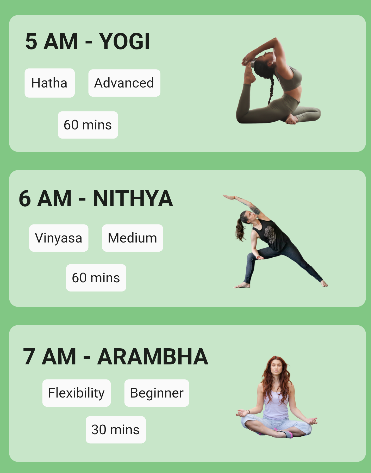 5 AM - YOGI
Hatha Advanced
60 mins
6 AM - NITHYA
Vinyasa Medium
60 mins
7 AM - ARAMBHA
Flexibility Beginner
30 mins